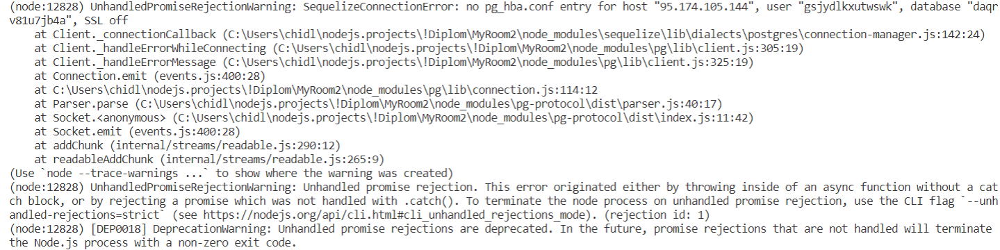 (node:12828) UnhandledPromiseRejectionWarning: SequelizeConnectionError: no pg_hba.conf entry for host "95.174.105.144", user "gsjydlkxutwswk", database "daqr
v81u7jb4a", SSL off
    at Client._connectionCallback (C:\Users\chidl\nodejs.projects\!Diplom\MyRoom2\node_modules\sequelize\lib\dialects\postgres\connection-manager.js:142:24)
    at Client._handleErrorWhileConnecting (C:\Users\chidl\nodejs.projects\!Diplom\MyRoom2\node_modules\pg\lib\client.js:305:19)
    at Client._handleErrorMessage (C:\Users\chidl\nodejs.projects\!Diplom\MyRoom2\node_modules\pg\lib\client.js:325:19)
    at Connection.emit (events.js:400:28)
    at C:\Users\chidl\nodejs.projects\!Diplom\MyRoom2\node_modules\pg\lib\connection.js:114:12
    at Parser.parse (C:\Users\chidl\nodejs.projects\!Diplom\MyRoom2\node_modules\pg-protocol\dist\parser.js:40:17)
    at Socket.<anonymous> (C:\Users\chidl\nodejs.projects\!Diplom\MyRoom2\node_modules\pg-protocol\dist\index.js:11:42)
    at Socket.emit (events.js:400:28)
    at addChunk (internal/streams/readable.js:290:12)
    at readableAddChunk (internal/streams/readable.js:265:9)
(Use `node --trace-warnings ...` to show where the warning was created)
(node:12828) UnhandledPromiseRejectionWarning: Unhandled promise rejection. This error originated either by throwing inside of an async function without a cat
ch block, or by rejecting a promise which was not handled with .catch(). To terminate the node process on unhandled promise rejection, use the CLI flag `--unh
andled-rejections=strict` (see https://nodejs.org/api/cli.html#cli_unhandled_rejections_mode). (rejection id: 1)
(node:12828) [DEP0018] DeprecationWarning: Unhandled promise rejections are deprecated. In the future, promise rejections that are not handled will terminate
the Node.js process with a non-zero exit code.